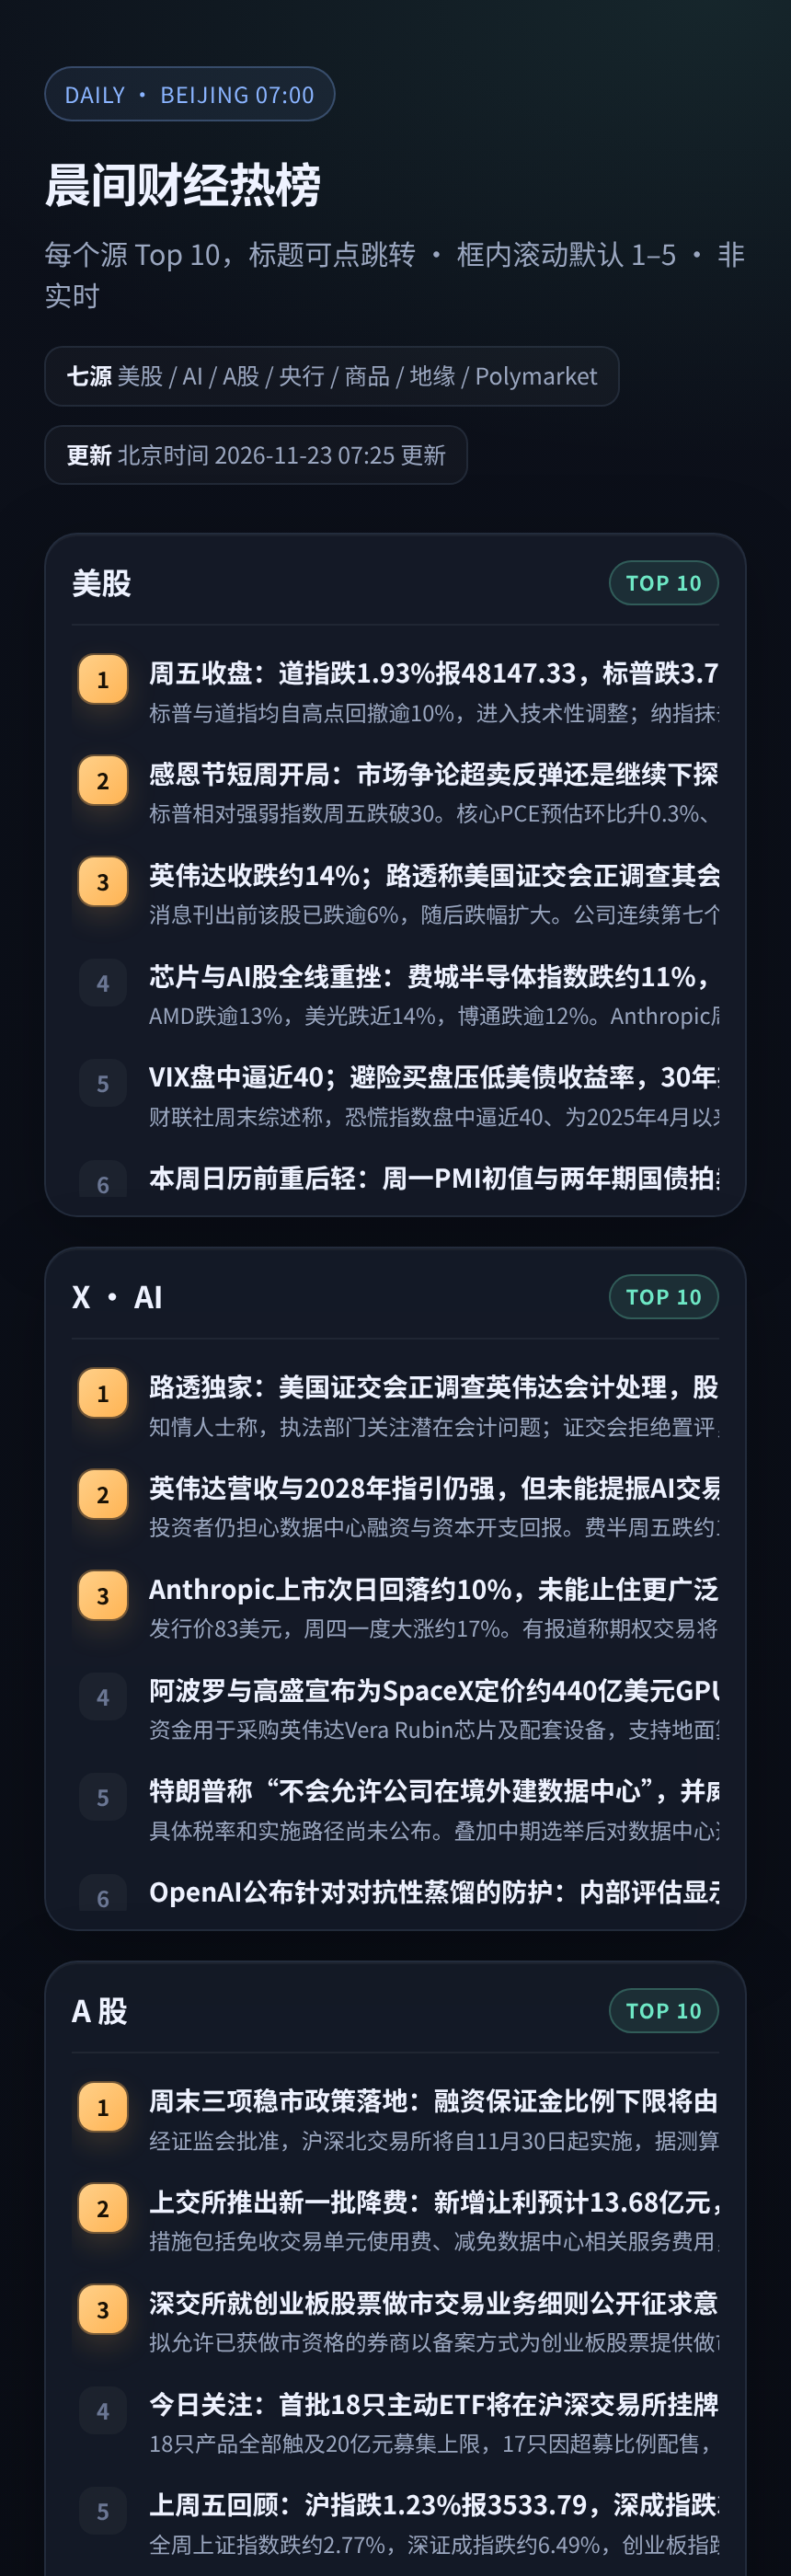 DAILY · BEIJING 07:00
晨间财经热榜
每个源 Top 10，标题可点跳转 · 框内滚动默认 1–5 · 非
实时
七源 美股 / AI / A股 / 央行 / 商品 / 地缘 / Polymarket
更新 北京时间 2026-11-23 07:25 更新
美股
TOP 10
1
周五收盘：道指跌1.93%报48147.33，标普跌3.7
标普与道指均自高点回撤逾10%，进入技术性调整；纳指抹
2
感恩节短周开局：市场争论超卖反弹还是继续下探
标普相对强弱指数周五跌破30。核心PCE预估环比升0.3%、
3
英伟达收跌约14%；路透称美国证交会正调查其会
消息刊出前该股已跌逾6%，随后跌幅扩大。公司连续第七个
4
芯片与AI股全线重挫：费城半导体指数跌约11%，
AMD跌逾13%，美光跌近14%，博通跌逾12%。Anthropic
5
VIX盘中逼近40；避险买盘压低美债收益率，30年
财联社周末综述称，恐慌指数盘中逼近40、为2025年4月以
6
本周日历前重后轻：周一PMI初值与两年期国债拍
X · AI
TOP 10
1
路透独家：美国证交会正调查英伟达会计处理，股
知情人士称，执法部门关注潜在会计问题；证交会拒绝置评
2
英伟达营收与2028年指引仍强，但未能提振AI交易
投资者仍担心数据中心融资与资本开支回报。费半周五跌约
3
Anthropic上市次日回落约10%，未能止住更广泛
发行价83美元，周四一度大涨约17%。有报道称期权交易将
4
阿波罗与高盛宣布为SpaceX定价约440亿美元GPU
资金用于采购英伟达Vera Rubin芯片及配套设备，支持地面
5
特朗普称“不会允许公司在境外建数据中心”，并
具体税率和实施路径尚未公布。叠加中期选举后对数据中心
6
OpenAI公布针对对抗性蒸馏的防护：内部评估显
A 股
TOP 10
1
周末三项稳市政策落地：融资保证金比例下限将由
经证监会批准，沪深北交易所将自11月30日起实施，据测算
2
上交所推出新一批降费：新增让利预计13.68亿元，
措施包括免收交易单元使用费、减免数据中心相关服务费用
3
深交所就创业板股票做市交易业务细则公开征求意
拟允许已获做市资格的券商以备案方式为创业板股票提供做
4
今日关注：首批18只主动ETF将在沪深交易所挂牌
18只产品全部触及20亿元募集上限，17只因超募比例配售，
5
上周五回顾：沪指跌1.23%报3533.79，深成指跌
全周上证指数跌约2.77%，深证成指跌约6.49%，创业板指